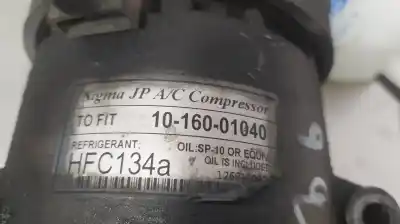 Sigma JP A/C Compressor
TO FIT 10-160-01040
REFRIGERANT: OIL:SP-10 OR EQUIV
HFC134a OIL IS INCLUDED